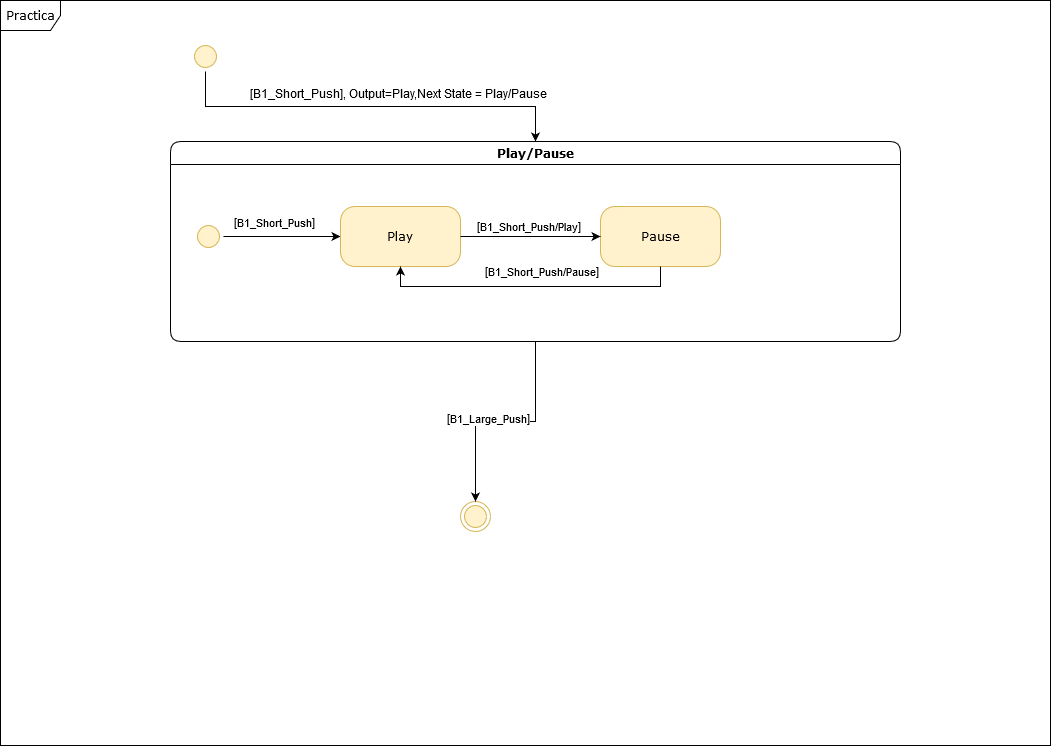 Practica
[B1_Short_Push], Output=Play,Next State = Play/Pause
Play/Pause
[B1_Short_Push]
Play
[B1_Short_Push/Play]
Pause
[B1_Short_Push/Pause]
[B1_Large_Push]